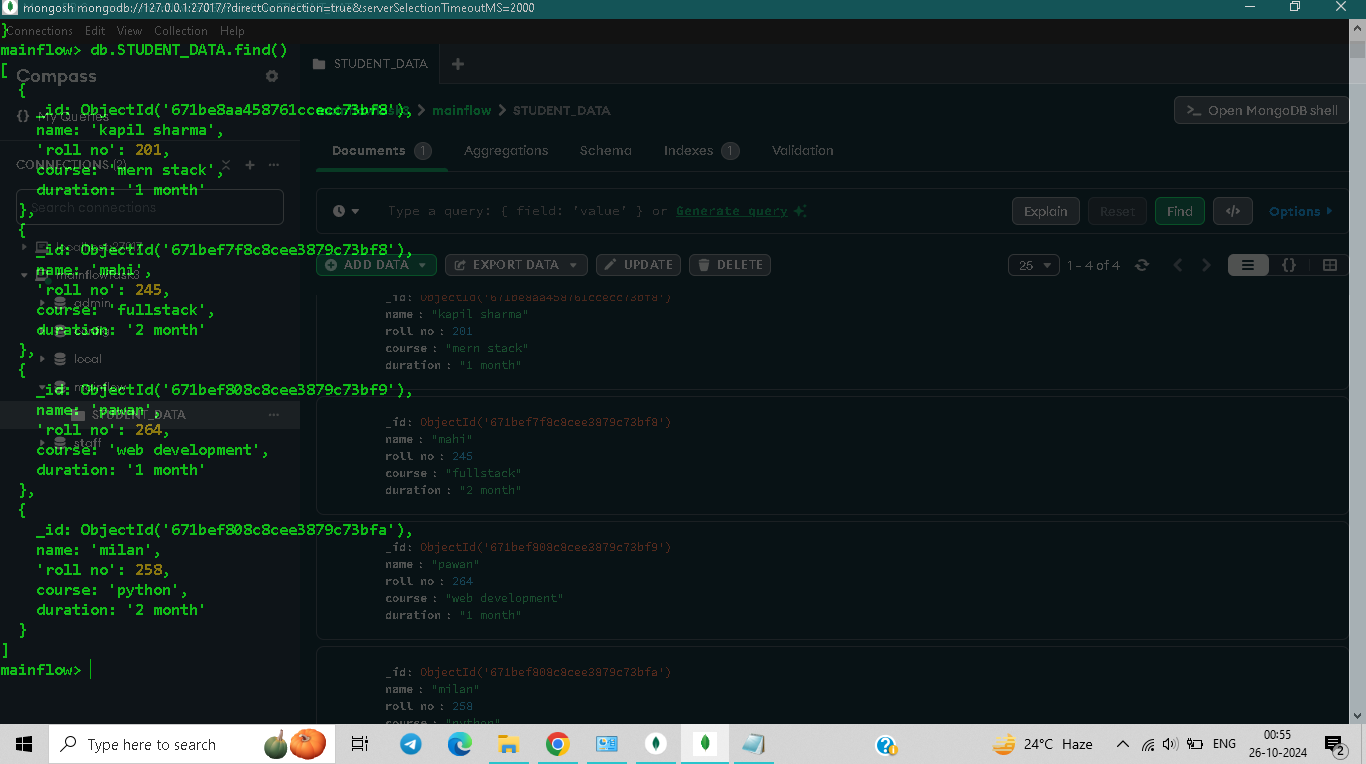 mongosh mongodb://127.0.0.1:27017/?directConnection=true&serverSelectionTimeoutMS=2000
}
mainflow> db.STUDENT_DATA.find()
[
{
_id: ObjectId('671be8aa458761ccecc73bf8'),
name: 'kapil sharma',
'roll no': 201,
course: 'mern stack',
duration: '1 month'
},
{
_id: ObjectId('671bef7f8c8cee3879c73bf8'),
name: 'mahi',
'roll no': 245,
course: 'fullstack',
duration: '2 month'
},
{
_id: ObjectId('671bef808c8cee3879c73bf9'),
name: 'pawan',
'roll no': 264,
course: 'web development',
duration: '1 month'
},
{
_id: ObjectId('671bef808c8cee3879c73bfa'),
name: 'milan',
'roll no': 258,
course: 'python',
duration: '2 month'
}
]
mainflow>
Connections Edit View Collection Help
Compass
{} My Queries
CONNECTIONS (2)
Search connections
localhost:27017
mainflowTask3
admin
config
local
mainflow
STUDENT_DATA
staff
STUDENT_DATA
mainflow > STUDENT_DATA
>_ Open MongoDB shell
Documents 1 Aggregations Schema Indexes 1 Validation
Type a query: { field: 'value' } or Generate query
Explain Reset Find </> Options
ADD DATA EXPORT DATA UPDATE DELETE
25 1 - 4 of 4 {}
_id: ObjectId('671be8aa458761ccecc73bf8')
name : "kapil sharma"
roll no : 201
course : "mern stack"
duration : "1 month"
_id: ObjectId('671bef7f8c8cee3879c73bf8')
name : "mahi"
roll no : 245
course : "fullstack"
duration : "2 month"
_id: ObjectId('671bef808c8cee3879c73bf9')
name : "pawan"
roll no : 264
course : "web development"
duration : "1 month"
_id: ObjectId('671bef808c8cee3879c73bfa')
name : "milan"
roll no : 258
course : "python"
Type here to search
24°C Haze
ENG
00:55
26-10-2024
2